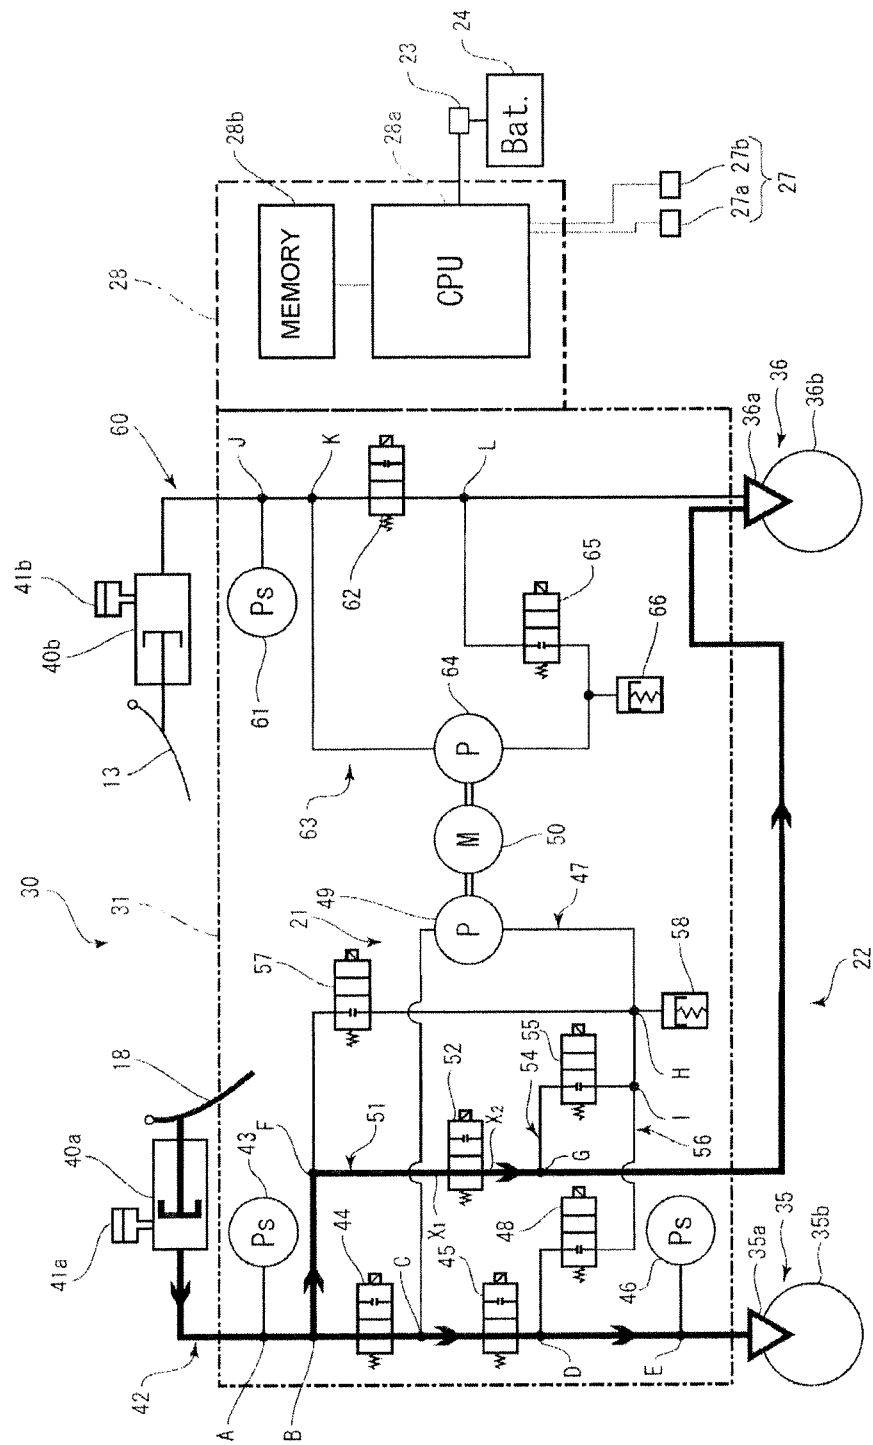 30
31
28
28b
MEMORY
28a
CPU
23
24
Bat.
27a 27b
27
60
41b
40b
13
J
K
L
Ps
61
62
63
64
P
65
66
M
50
49
P
47
21
57
58
18
40a
41a
42
F
43
Ps
44
A
B
C
45
51
52
X1
X2
54
55
G
H
I
56
48
46
Ps
D
E
22
36a
36
36b
35a
35
35b